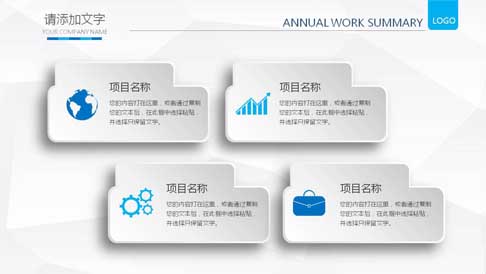 请添加文字
YOUR COMPANY NAME
ANNUAL WORK SUMMARY
LOGO
项目名称
您的内容打在这里，或者通过复制
您的文本后，在此框中选择粘贴，
并选择只保留文字。
项目名称
您的内容打在这里，或者通过复制
您的文本后，在此框中选择粘贴，
并选择只保留文字。
项目名称
您的内容打在这里，或者通过复制
您的文本后，在此框中选择粘贴，
并选择只保留文字。
项目名称
您的内容打在这里，或者通过复制
您的文本后，在此框中选择粘贴，
并选择只保留文字。